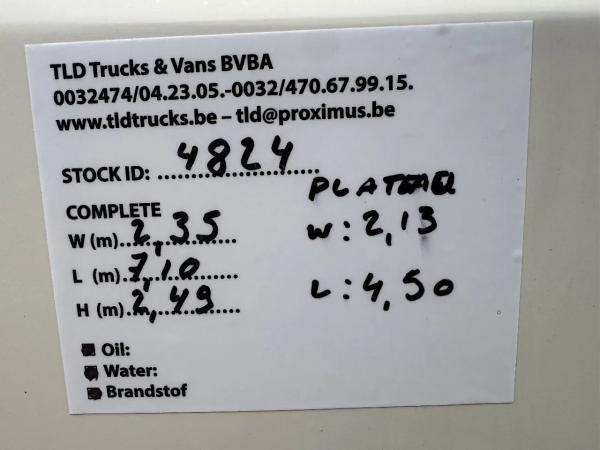 TLD Trucks & Vans BVBA
0032474/04.23.05.-0032/470.67.99.15.
www.tldtrucks.be – tld@proximus.be
STOCK ID: 4824
COMPLETE
W (m) 2,35
L (m) 7,10
H (m) 2,49
W: 2,13
L: 4,50
Oil:
Water:
Brandstof